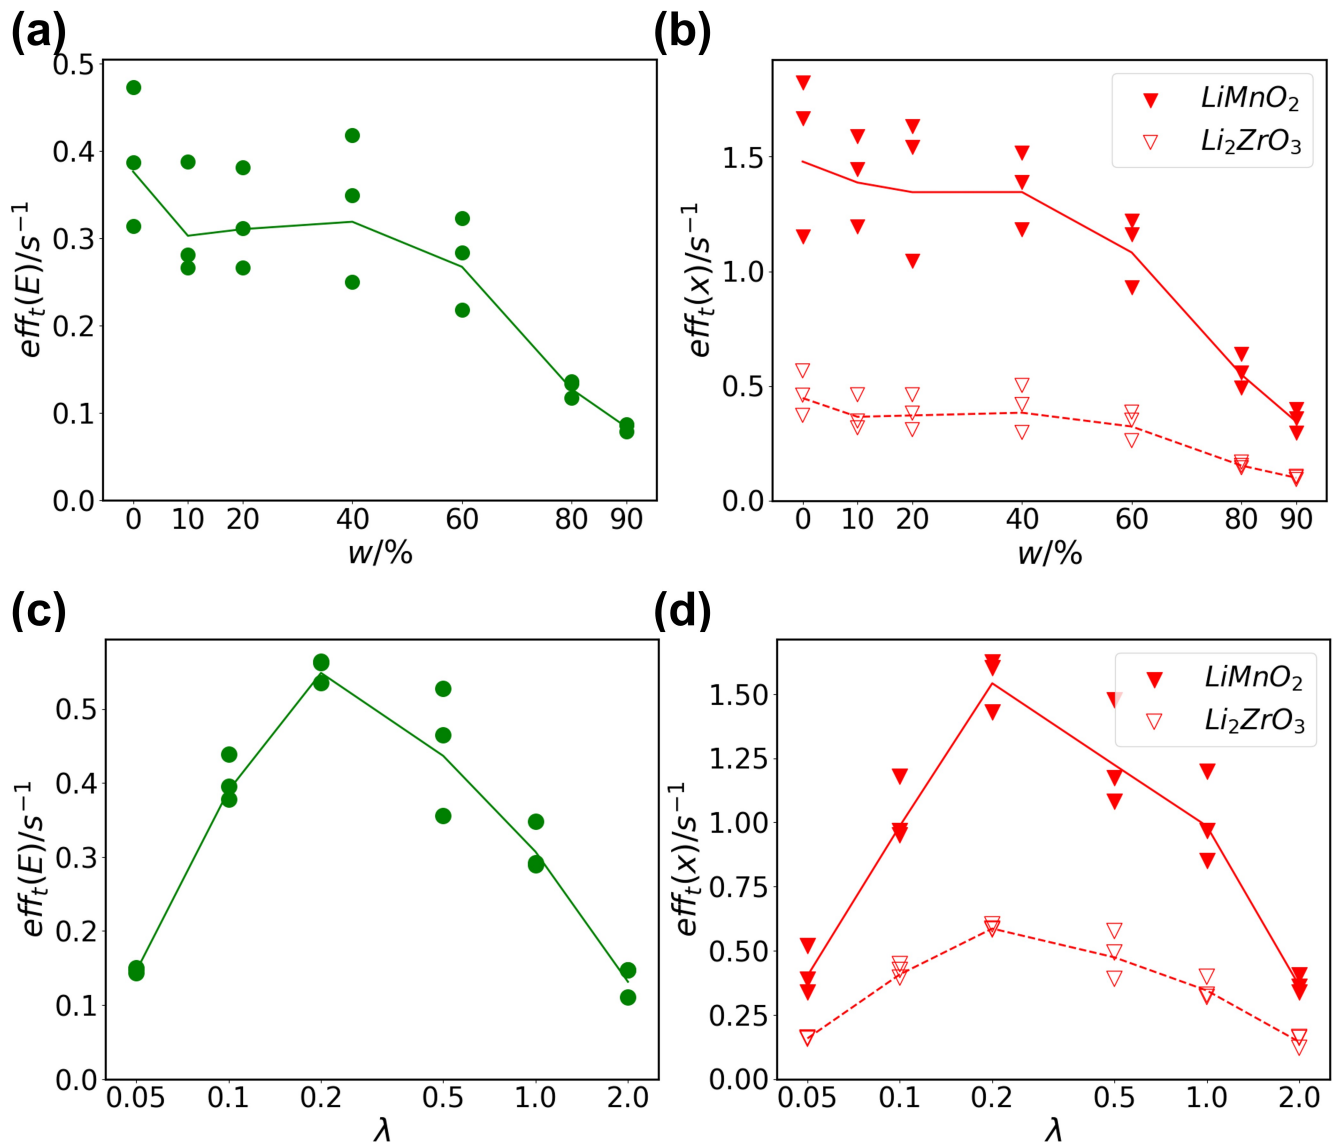 (a)
0.5
0.4
0.3
0.2
0.1
0.0
eff_t(E)/s^{-1}
0 10 20 40 60 80 90
w/%
(b)
LiMnO₂
Li₂ZrO₃
1.5
1.0
0.5
0.0
eff_t(x)/s^{-1}
0 10 20 40 60 80 90
w/%
(c)
0.5
0.4
0.3
0.2
0.1
0.0
eff_t(E)/s^{-1}
0.05 0.1 0.2 0.5 1.0 2.0
λ
(d)
LiMnO₂
Li₂ZrO₃
1.50
1.25
1.00
0.75
0.50
0.25
0.00
eff_t(x)/s^{-1}
0.05 0.1 0.2 0.5 1.0 2.0
λ